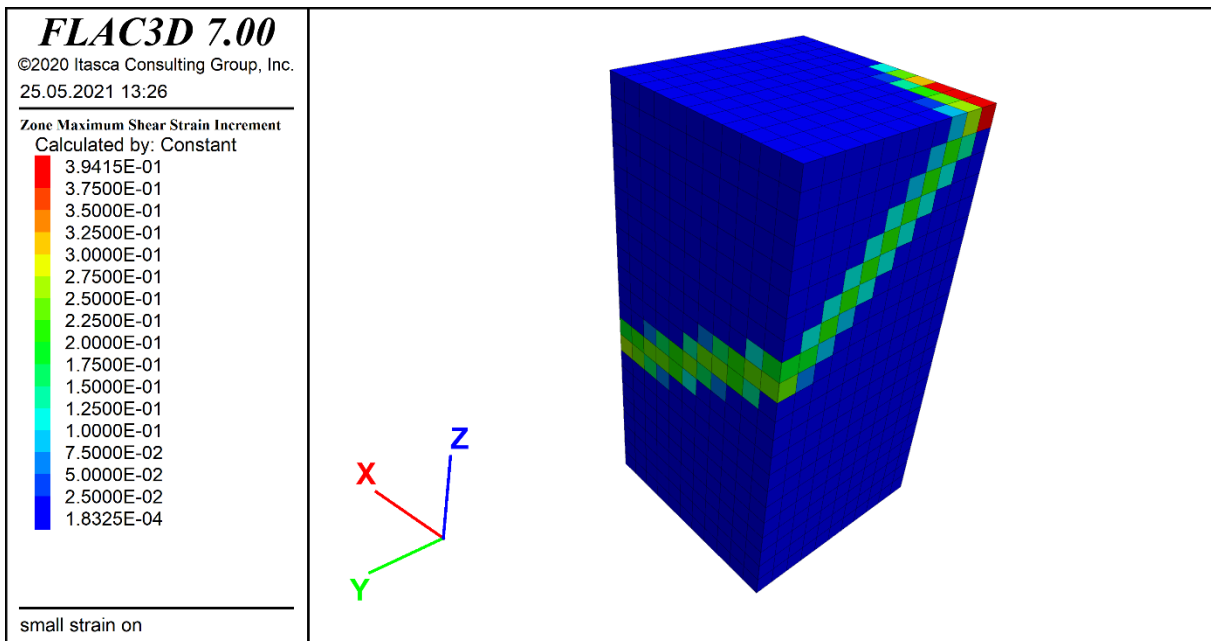 FLAC3D 7.00
©2020 Itasca Consulting Group, Inc.
25.05.2021 13:26
Zone Maximum Shear Strain Increment
Calculated by: Constant
3.9415E-01
3.7500E-01
3.5000E-01
3.2500E-01
3.0000E-01
2.7500E-01
2.5000E-01
2.2500E-01
2.0000E-01
1.7500E-01
1.5000E-01
1.2500E-01
1.0000E-01
7.5000E-02
5.0000E-02
2.5000E-02
1.8325E-04
small strain on
Z
X
Y